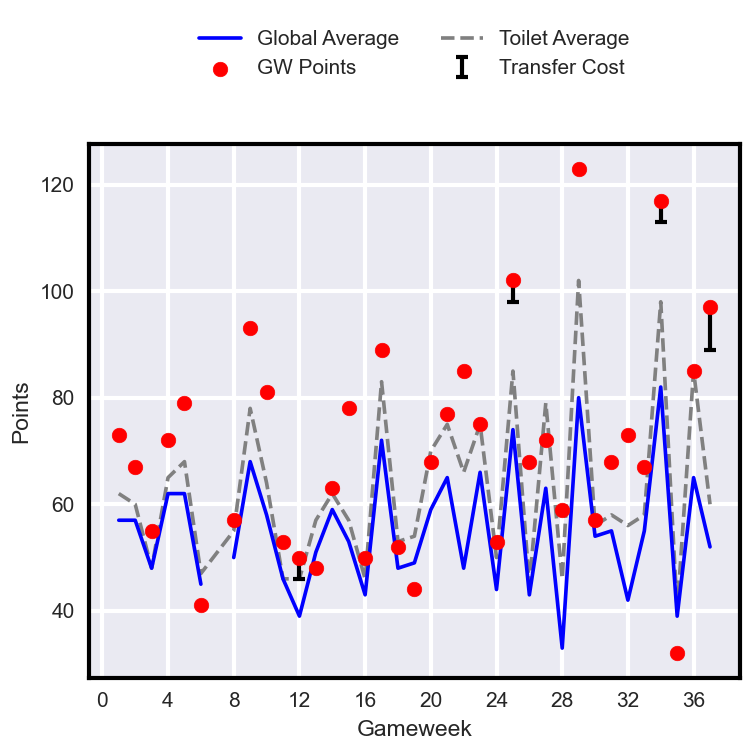 Global Average
Toilet Average
GW Points
Transfer Cost
120
100
80
60
40
Points
0 4 8 12 16 20 24 28 32 36
Gameweek